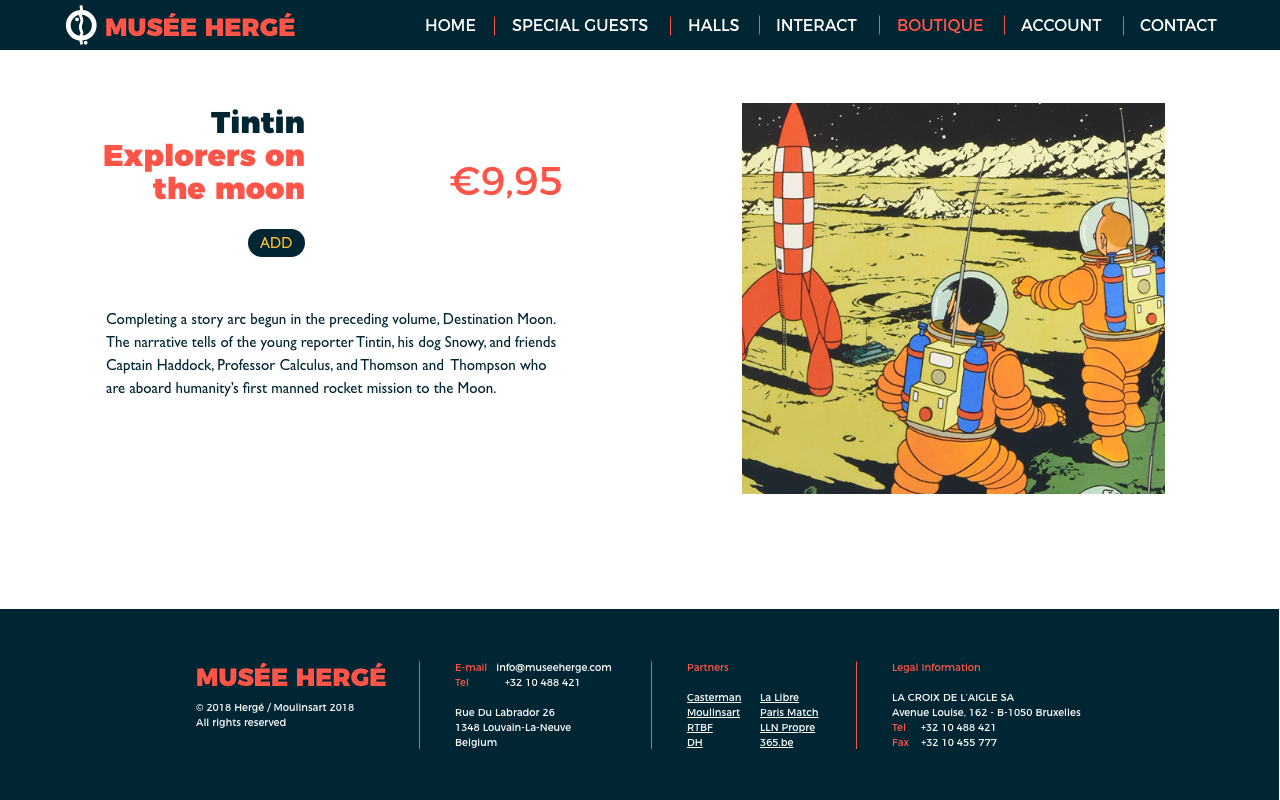 MUSÉE HERGÉ
HOME
SPECIAL GUESTS
HALLS
INTERACT
BOUTIQUE
ACCOUNT
CONTACT
Tintin
Explorers on
the moon
€9,95
ADD
Completing a story arc begun in the preceding volume, Destination Moon.
The narrative tells of the young reporter Tintin, his dog Snowy, and friends
Captain Haddock, Professor Calculus, and Thomson and Thompson who
are aboard humanity's first manned rocket mission to the Moon.
MUSÉE HERGÉ
© 2018 Hergé / Moulinsart 2018
All rights reserved
E-mail info@museeherge.com
Tel +32 10 488 421
Rue Du Labrador 26
1348 Louvain-La-Neuve
Belgium
Partners
Casterman La Libre
Moulinsart Paris Match
RTBF LLN Propre
DH 365.be
Legal Information
LA CROIX DE L'AIGLE SA
Avenue Louise, 162 - B-1050 Bruxelles
Tel +32 10 488 421
Fax +32 10 455 777